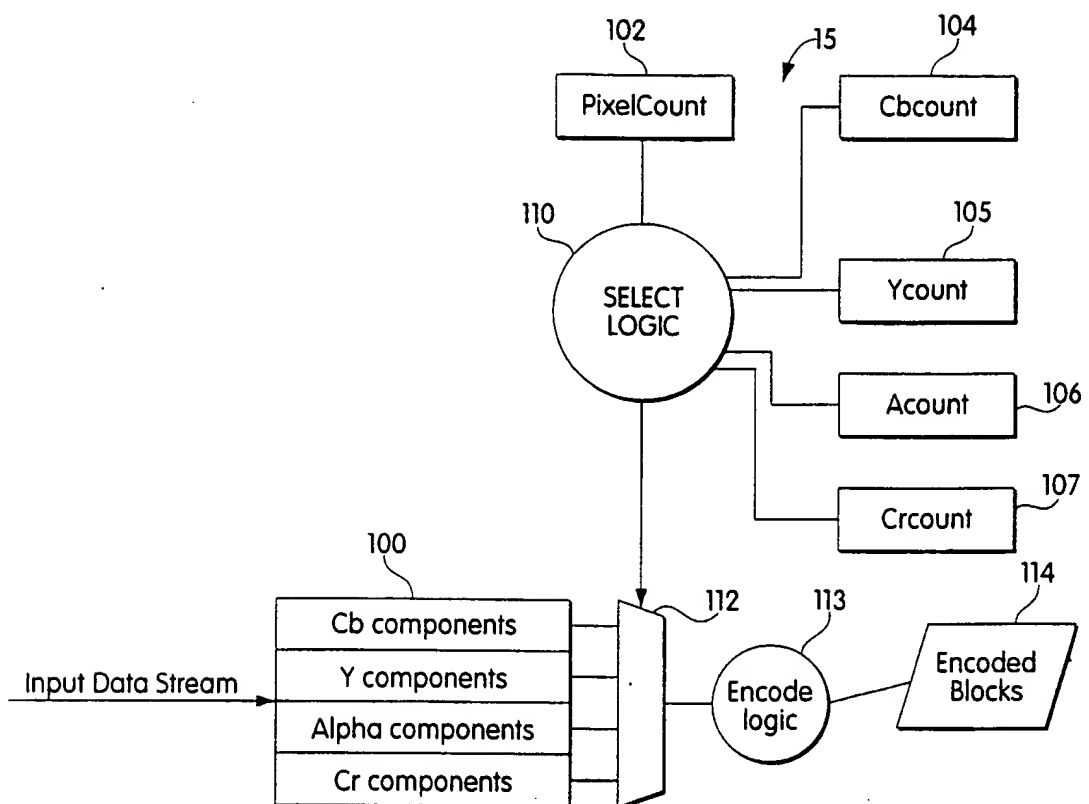 102
15
104
PixelCount
Cbcount
110
105
SELECT
LOGIC
Ycount
Acount
106
107
Crcount
100
112
113
114
Cb components
Input Data Stream
Y components
Encode
logic
Encoded
Blocks
Alpha components
Cr components